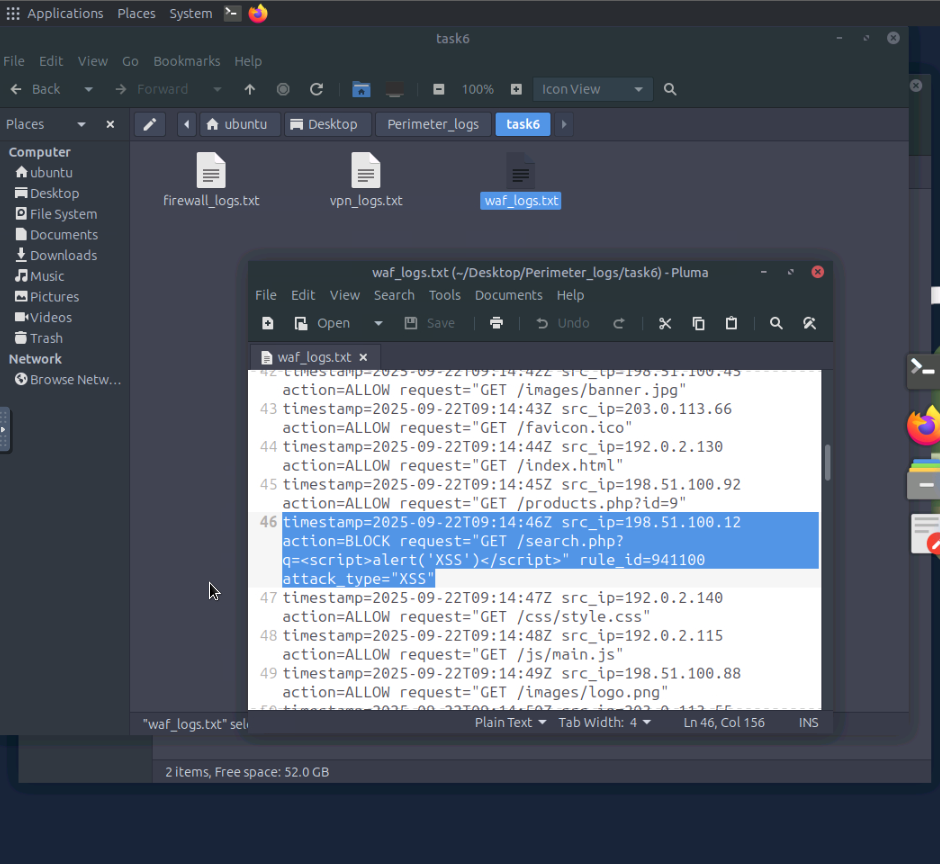 Applications Places System
task6
File Edit View Go Bookmarks Help
Back Forward 100% Icon View
Places ubuntu Desktop Perimeter_logs task6
Computer
ubuntu
Desktop
File System
Documents
Downloads
Music
Pictures
Videos
Trash
Network
Browse Netw...
firewall_logs.txt vpn_logs.txt waf_logs.txt
waf_logs.txt (~/Desktop/Perimeter_logs/task6) - Pluma
File Edit View Search Tools Documents Help
Open Save Undo
waf_logs.txt
42 timestamp=2025-09-22T09:14:42Z src_ip=198.51.100.45
action=ALLOW request="GET /images/banner.jpg"
43 timestamp=2025-09-22T09:14:43Z src_ip=203.0.113.66
action=ALLOW request="GET /favicon.ico"
44 timestamp=2025-09-22T09:14:44Z src_ip=192.0.2.130
action=ALLOW request="GET /index.html"
45 timestamp=2025-09-22T09:14:45Z src_ip=198.51.100.92
action=ALLOW request="GET /products.php?id=9"
46 timestamp=2025-09-22T09:14:46Z src_ip=198.51.100.12
action=BLOCK request="GET /search.php?
q=<script>alert('XSS')</script>" rule_id=941100
attack_type="XSS"
47 timestamp=2025-09-22T09:14:47Z src_ip=192.0.2.140
action=ALLOW request="GET /css/style.css"
48 timestamp=2025-09-22T09:14:48Z src_ip=192.0.2.115
action=ALLOW request="GET /js/main.js"
49 timestamp=2025-09-22T09:14:49Z src_ip=198.51.100.88
action=ALLOW request="GET /images/logo.png"
"waf_logs.txt" sele
Plain Text Tab Width: 4 Ln 46, Col 156 INS
2 items, Free space: 52.0 GB